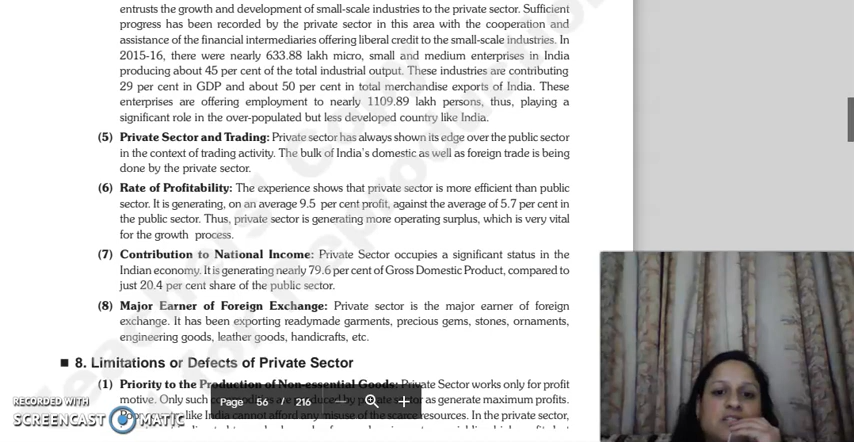 entrusts the growth and development of small-scale industries to the private sector. Sufficient
progress has been recorded by the private sector in this area with the cooperation and
assistance of the financial intermediaries offering liberal credit to the small-scale industries. In
2015-16, there were nearly 633.88 lakh micro, small and medium enterprises in India
producing about 45 per cent of the total industrial output. These industries are contributing
29 per cent in GDP and about 50 per cent in total merchandise exports of India. These
enterprises are offering employment to nearly 1109.89 lakh persons, thus, playing a
significant role in the over-populated but less developed country like India.
(5) Private Sector and Trading: Private sector has always shown its edge over the public sector
in the context of trading activity. The bulk of India's domestic as well as foreign trade is being
done by the private sector.
(6) Rate of Profitability: The experience shows that private sector is more efficient than public
sector. It is generating, on an average 9.5 per cent profit, against the average of 5.7 per cent in
the public sector. Thus, private sector is generating more operating surplus, which is very vital
for the growth process.
(7) Contribution to National Income: Private Sector occupies a significant status in the
Indian economy. It is generating nearly 79.6 per cent of Gross Domestic Product, compared to
just 20.4 per cent share of the public sector.
(8) Major Earner of Foreign Exchange: Private sector is the major earner of foreign
exchange. It has been exporting readymade garments, precious gems, stones, ornaments,
engineering goods, leather goods, handicrafts, etc.
8. Limitations or Defects of Private Sector
(1) Priority to the Production of Non-essential Goods: Private Sector works only for profit
motive. Only such as generate maximum profits.
like India cannot afford any misuse of the scarce resources. In the private sector,
Page 56 / 216
RECORDED WITH
SCREENCAST MATIC